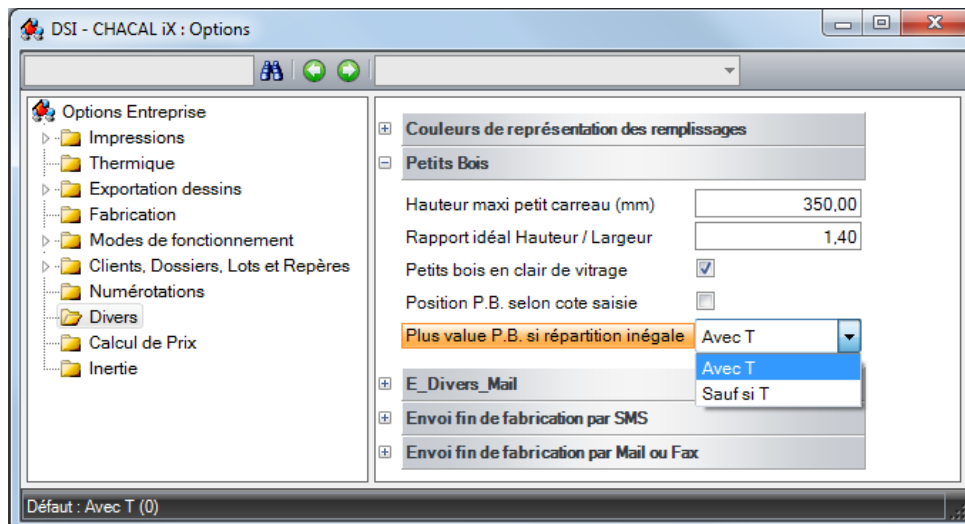 DSI - CHACAL iX : Options
Options Entreprise
Impressions
Thermique
Exportation dessins
Fabrication
Modes de fonctionnement
Clients, Dossiers, Lots et Repères
Numérotations
Divers
Calcul de Prix
Inertie
Couleurs de représentation des remplissages
Petits Bois
Hauteur maxi petit carreau (mm) 350,00
Rapport idéal Hauteur / Largeur 1,40
Petits bois en clair de vitrage
Position P.B. selon cote saisie
Plus value P.B. si répartition inégale Avec T
Avec T
Sauf si T
E_Divers_Mail
Envoi fin de fabrication par SMS
Envoi fin de fabrication par Mail ou Fax
Défaut : Avec T (0)